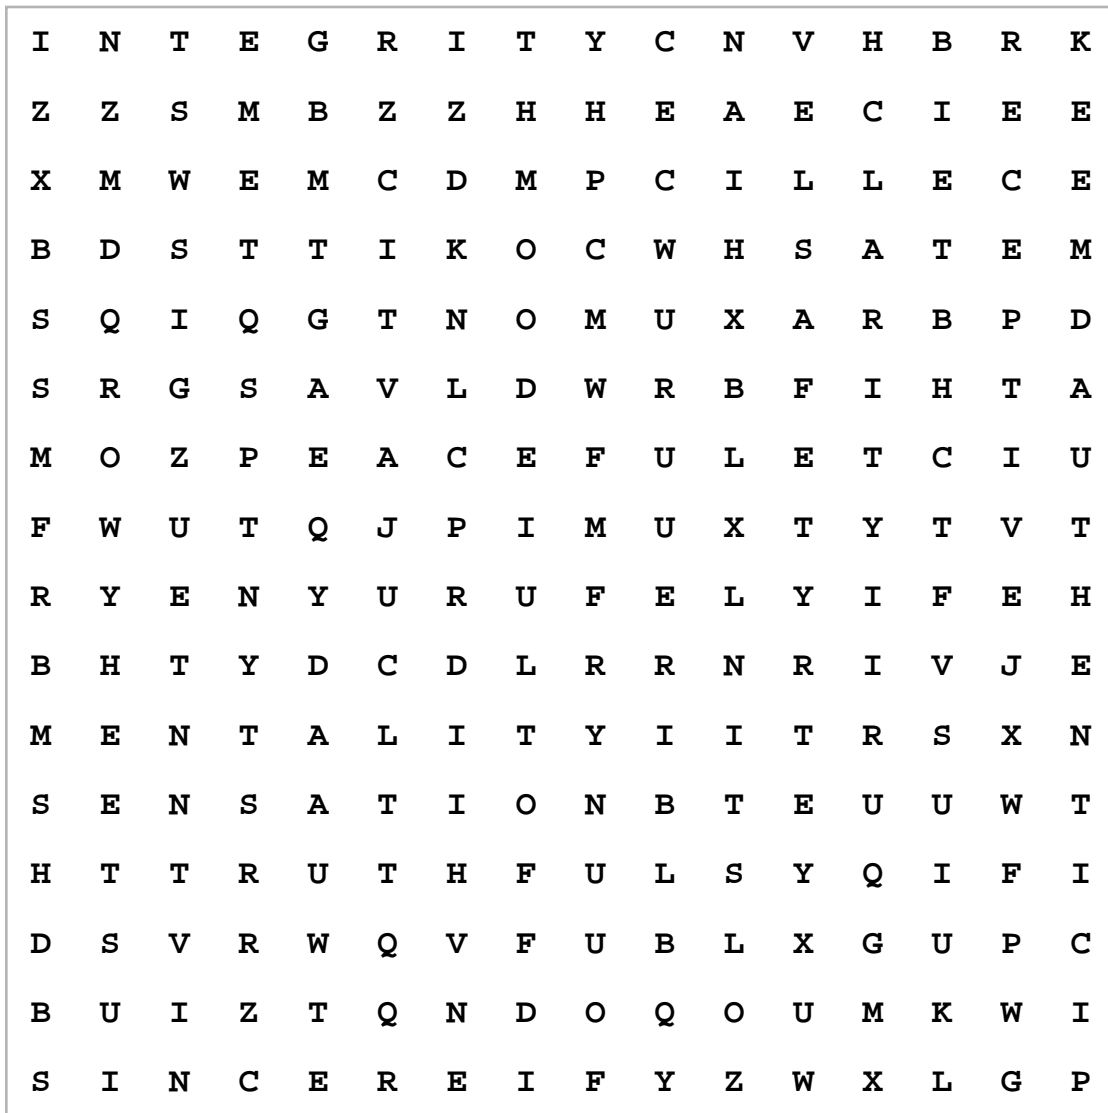 I N T E G R I T Y C N V H B R K
Z Z S M B Z Z H H E A E C I E E
X M W E M C D M P C I L L E C E
B D S T T I K O C W H S A T E M
S Q I Q G T N O M U X A R B P D
S R G S A V L D W R B F I H T A
M O Z P E A C E F U L E T C I U
F W U T Q J P I M U X T Y T V T
R Y E N Y U R U F E L Y I F E H
B H T Y D C D L R R N R I V J E
M E N T A L I T Y I I T R S X N
S E N S A T I O N B T E U U W T
H T T R U T H F U L S Y Q I F I
D S V R W Q V F U B L X G U P C
B U I Z T Q N D O Q O U M K W I
S I N C E R E I F Y Z W X L G P